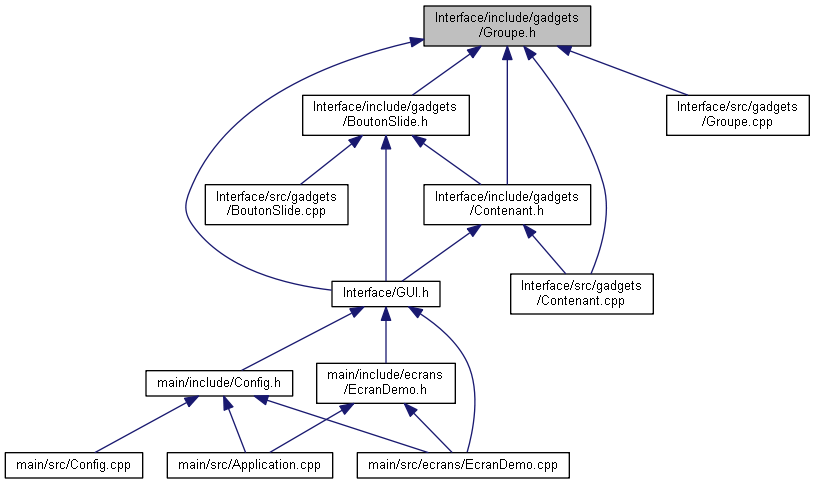 Interface/include/gadgets
/Groupe.h
Interface/include/gadgets
/BoutonSlide.h
Interface/src/gadgets
/Groupe.cpp
Interface/src/gadgets
/BoutonSlide.cpp
Interface/include/gadgets
/Contenant.h
Interface/GUI.h
Interface/src/gadgets
/Contenant.cpp
main/include/Config.h
main/include/ecrans
/EcranDemo.h
main/src/Config.cpp
main/src/Application.cpp
main/src/ecrans/EcranDemo.cpp